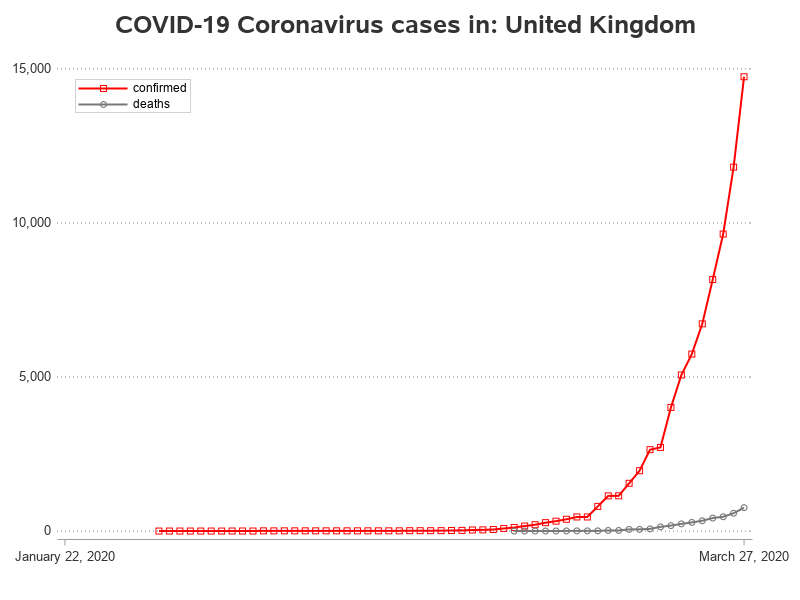 COVID-19 Coronavirus cases in: United Kingdom
15,000
confirmed
deaths
10,000
5,000
0
January 22, 2020
March 27, 2020